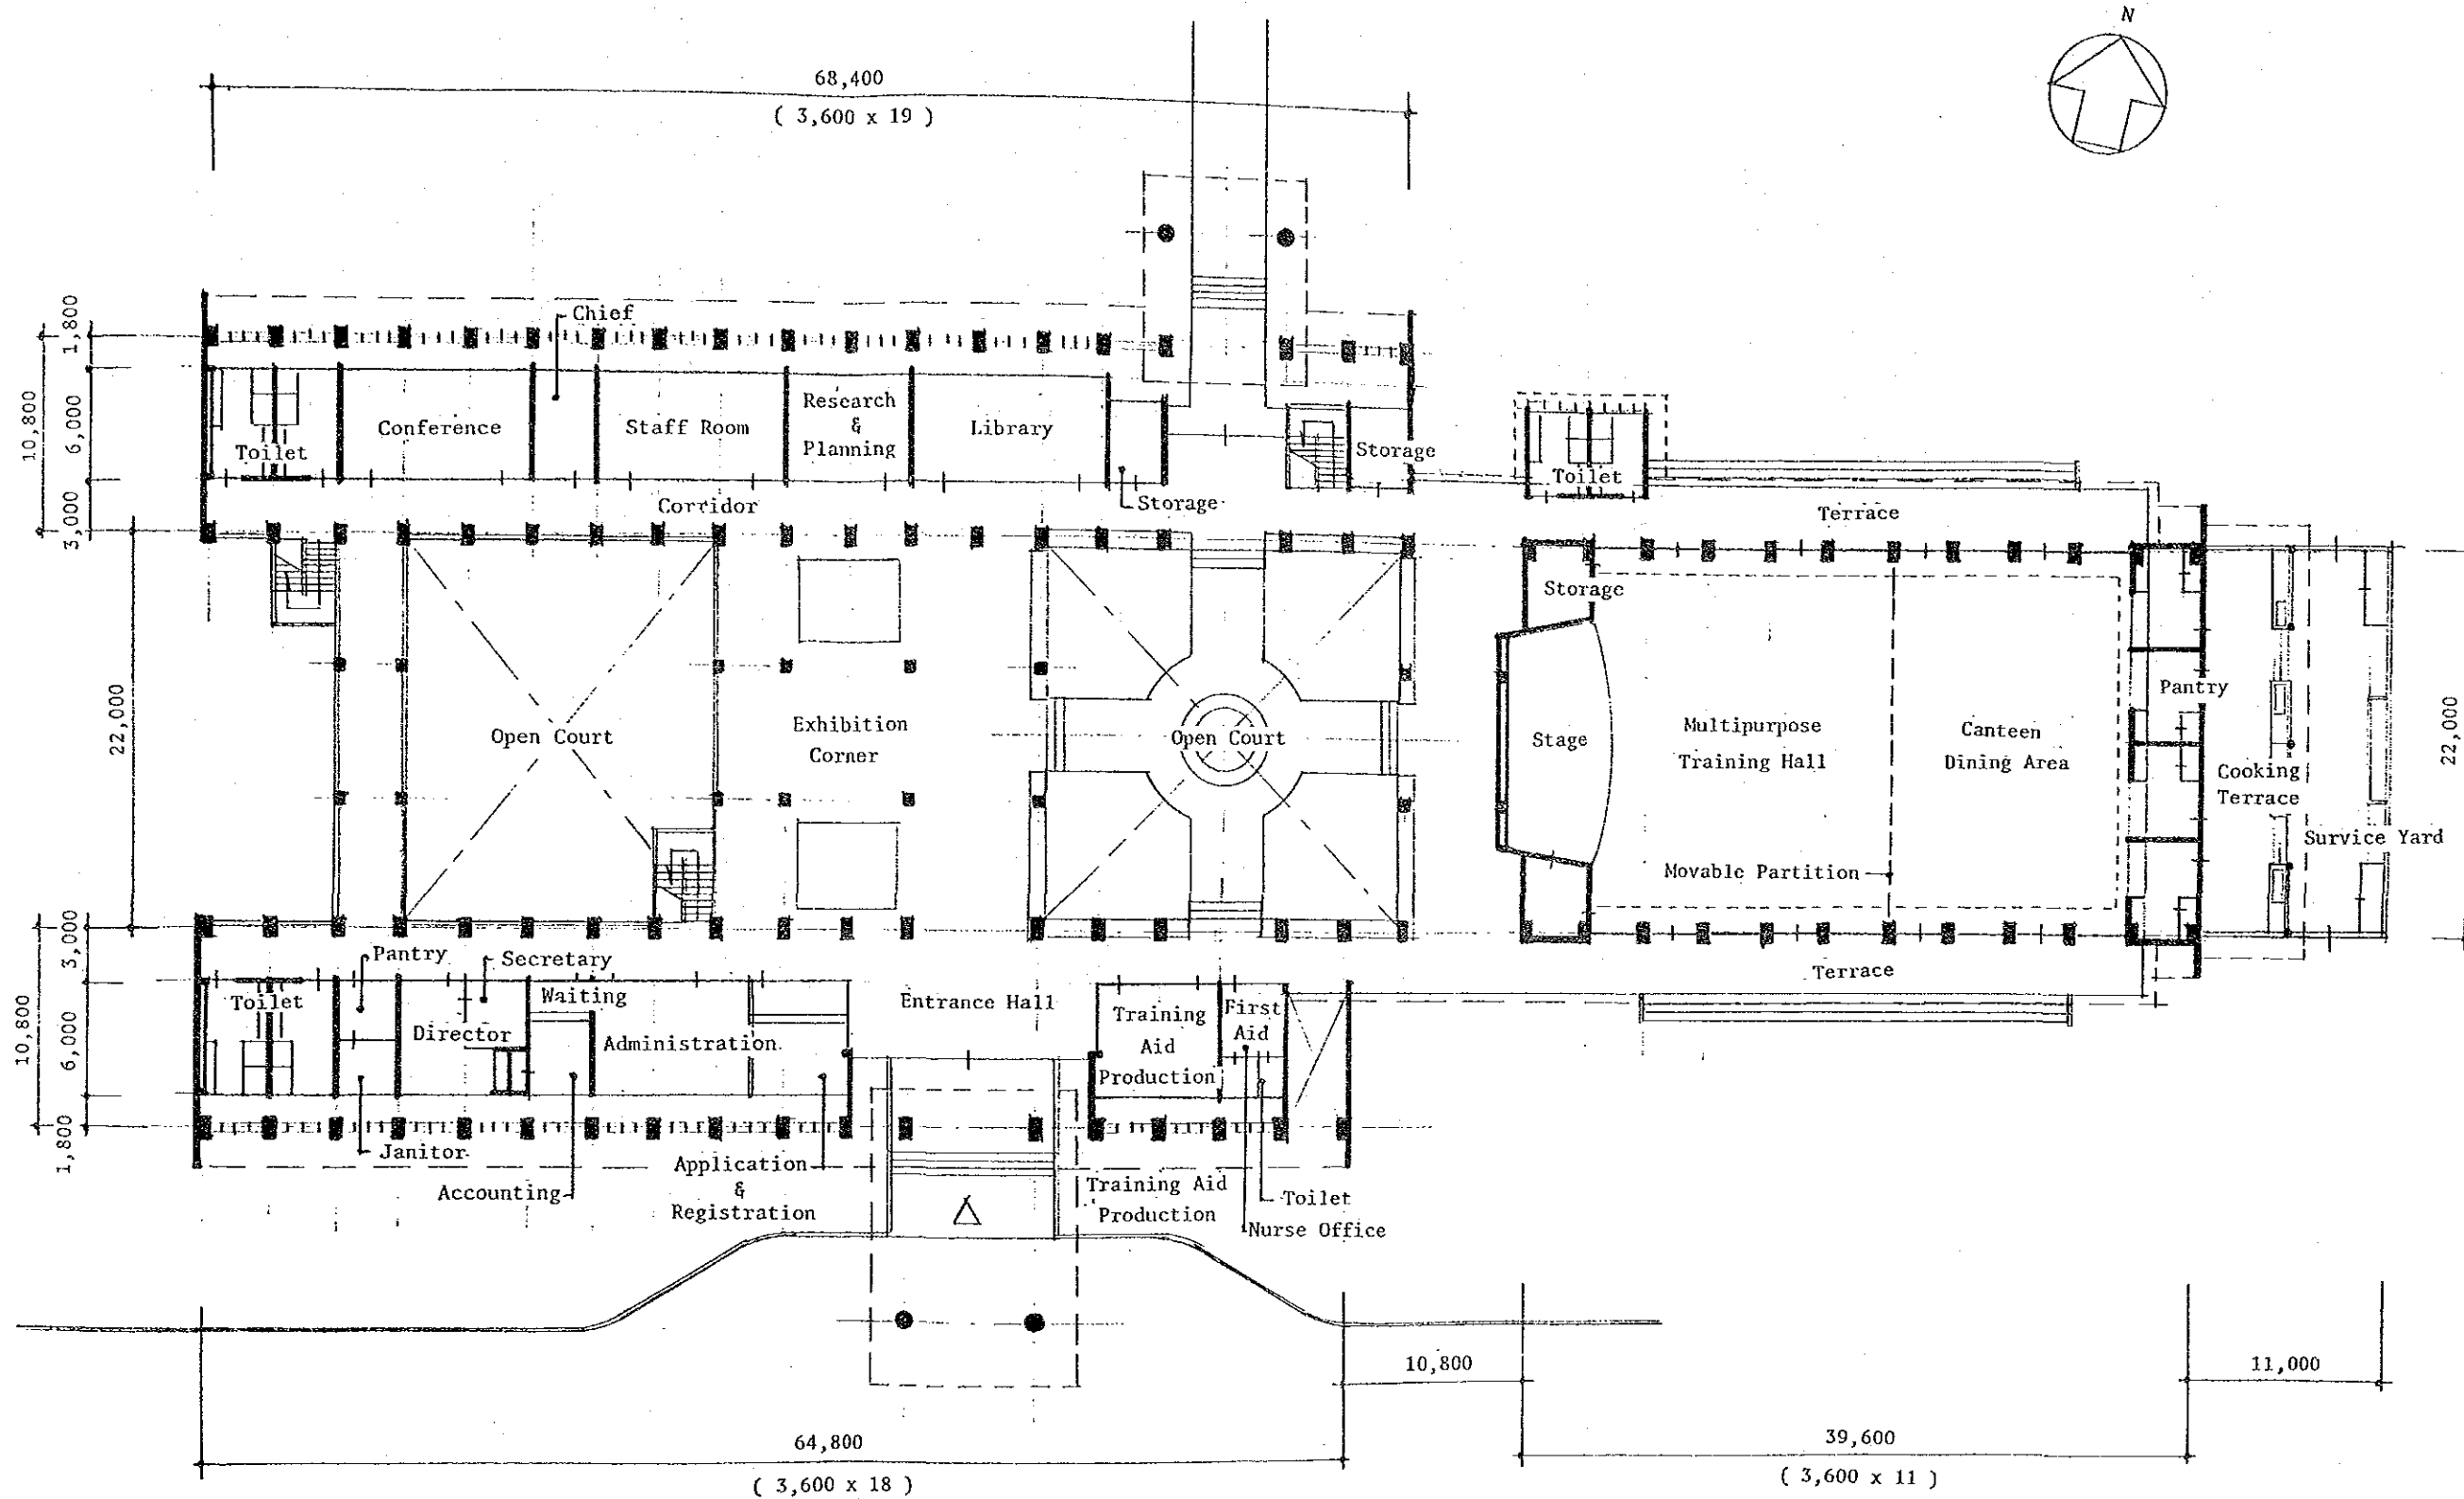 N
68,400
( 3,600 x 19 )
Chief
1,800
10,800
6,000
3,000
Toilet
Conference
Staff Room
Research
&
Planning
Library
Storage
Storage
Corridor
Toilet
Terrace
22,000
Open Court
Exhibition
Corner
Open Court
Storage
Stage
Multipurpose
Training Hall
Canteen
Dining Area
Movable Partition
Pantry
Cooking
Terrace
Survice Yard
22,000
3,000
10,800
6,000
1,800
Pantry
Secretary
Toilet
Waiting
Director
Administration
Entrance Hall
Training
Aid
Production
First
Aid
Terrace
Janitor
Accounting
Application
&
Registration
Training Aid
Production
Toilet
Nurse Office
10,800
11,000
64,800
( 3,600 x 18 )
39,600
( 3,600 x 11 )